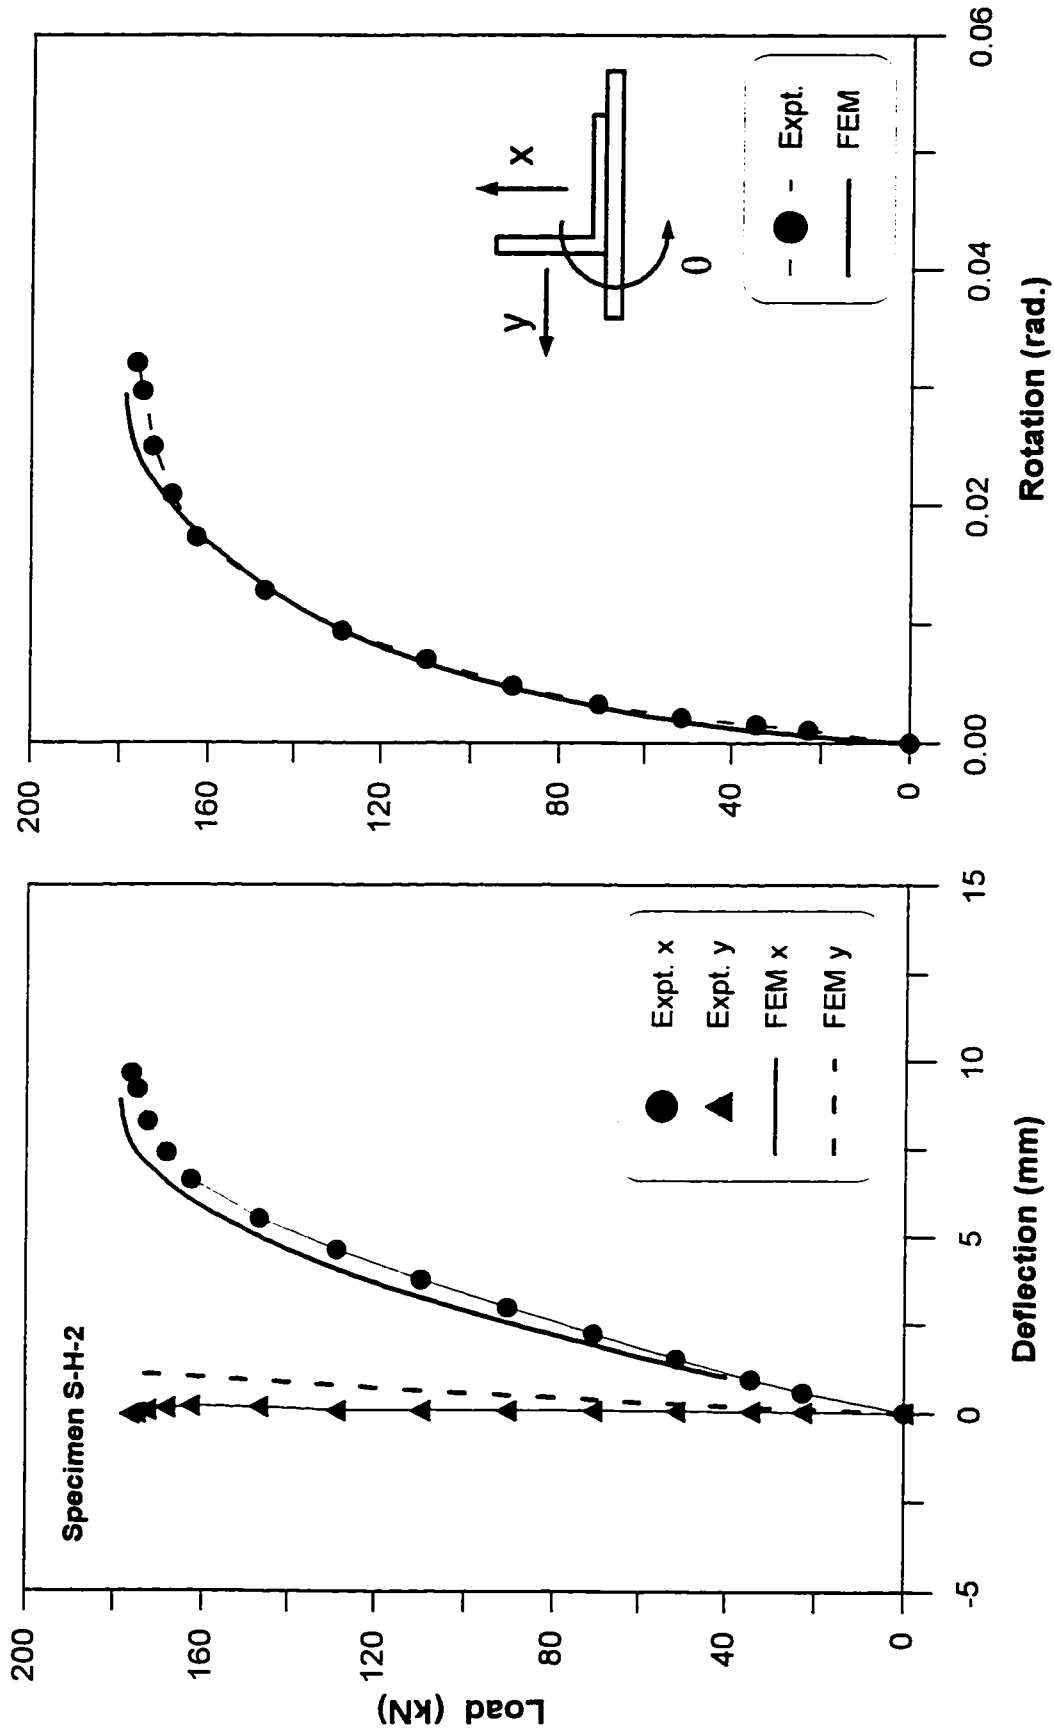 Specimen S-H-2
Load (kN)
200
160
120
80
40
0
-5
0
5
10
15
Deflection (mm)
Expt. x
Expt. y
FEM x
FEM y
200
160
120
80
40
0
0.00
0.02
0.04
0.06
Rotation (rad.)
x
y
θ
Expt.
FEM